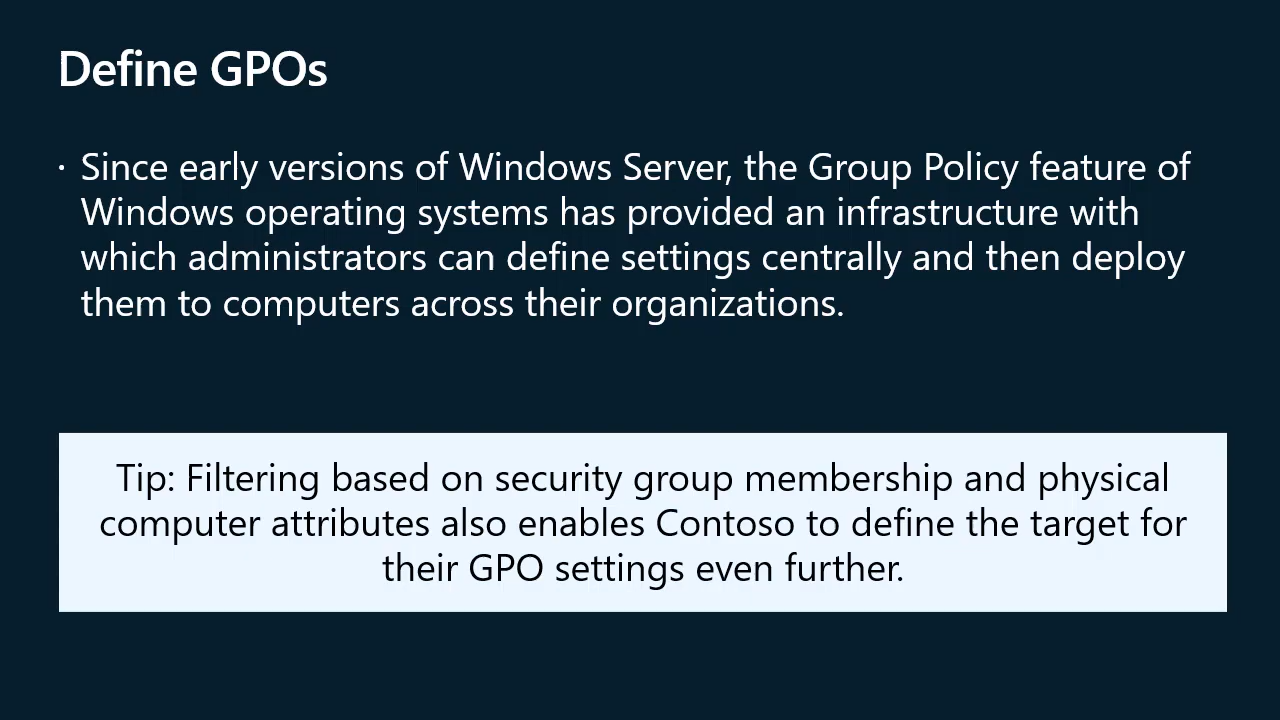 Define GPOs
· Since early versions of Windows Server, the Group Policy feature of
Windows operating systems has provided an infrastructure with
which administrators can define settings centrally and then deploy
them to computers across their organizations.
Tip: Filtering based on security group membership and physical
computer attributes also enables Contoso to define the target for
their GPO settings even further.